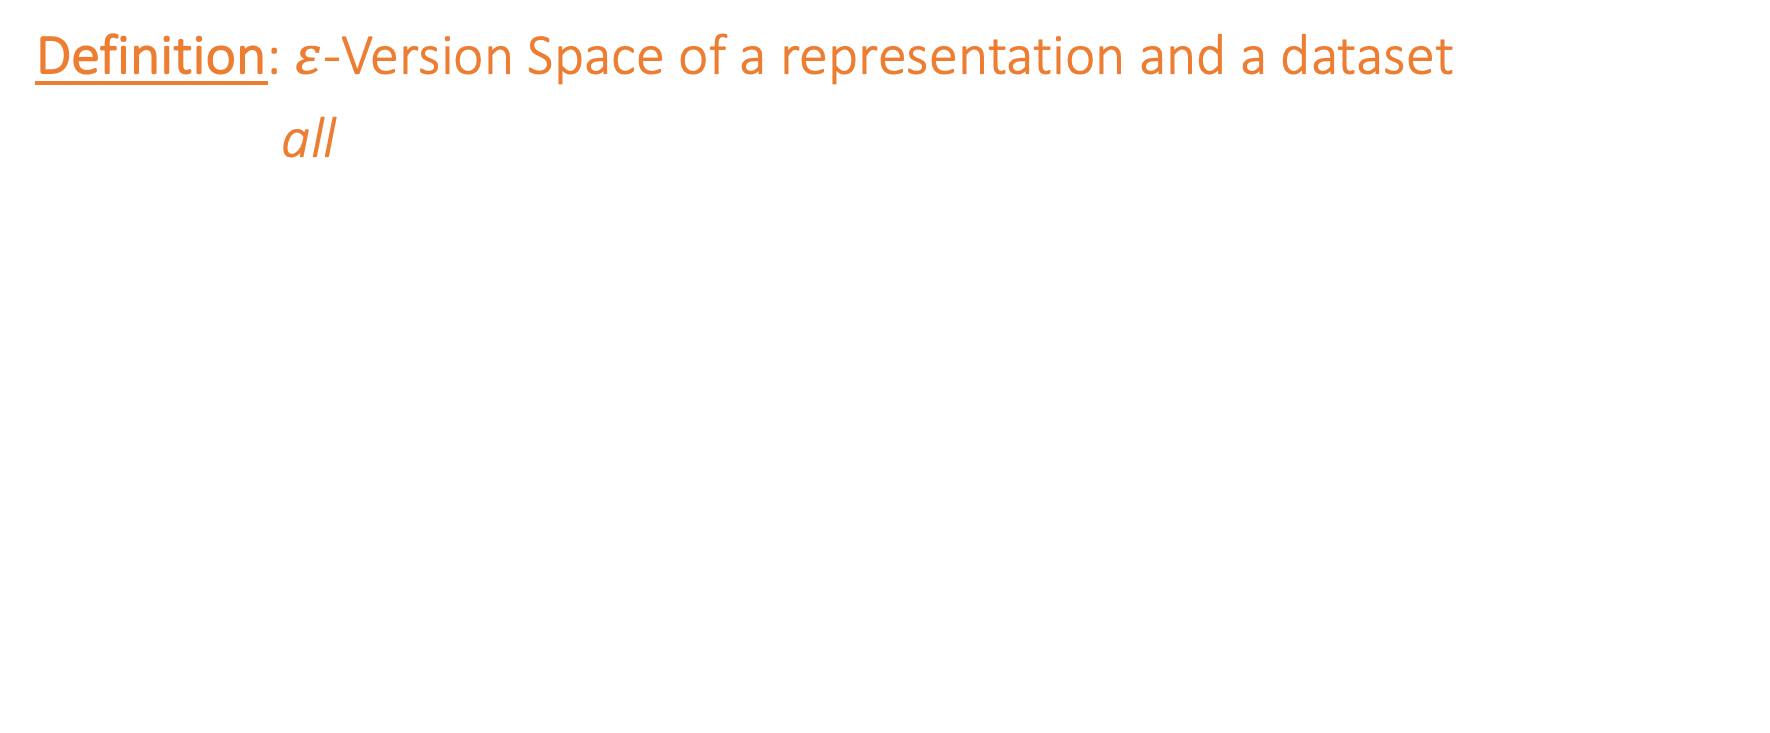 Definition: ε-Version Space of a representation and a dataset
all